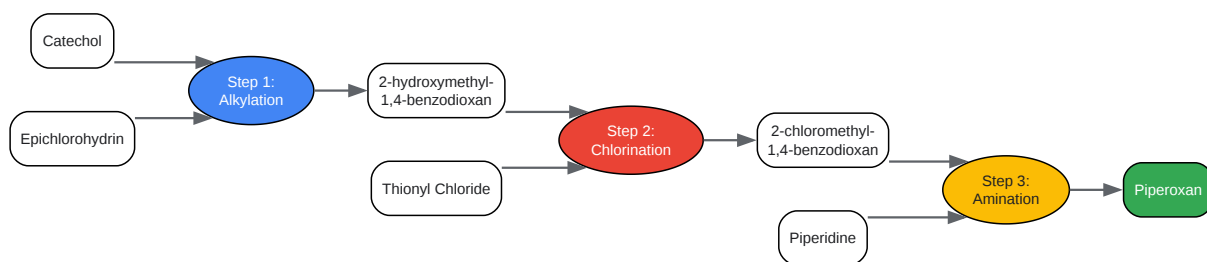 Catechol
Epichlorohydrin
Step 1:
Alkylation
2-hydroxymethyl-
1,4-benzodioxan
Thionyl Chloride
Step 2:
Chlorination
2-chloromethyl-
1,4-benzodioxan
Piperidine
Step 3:
Amination
Piperoxan